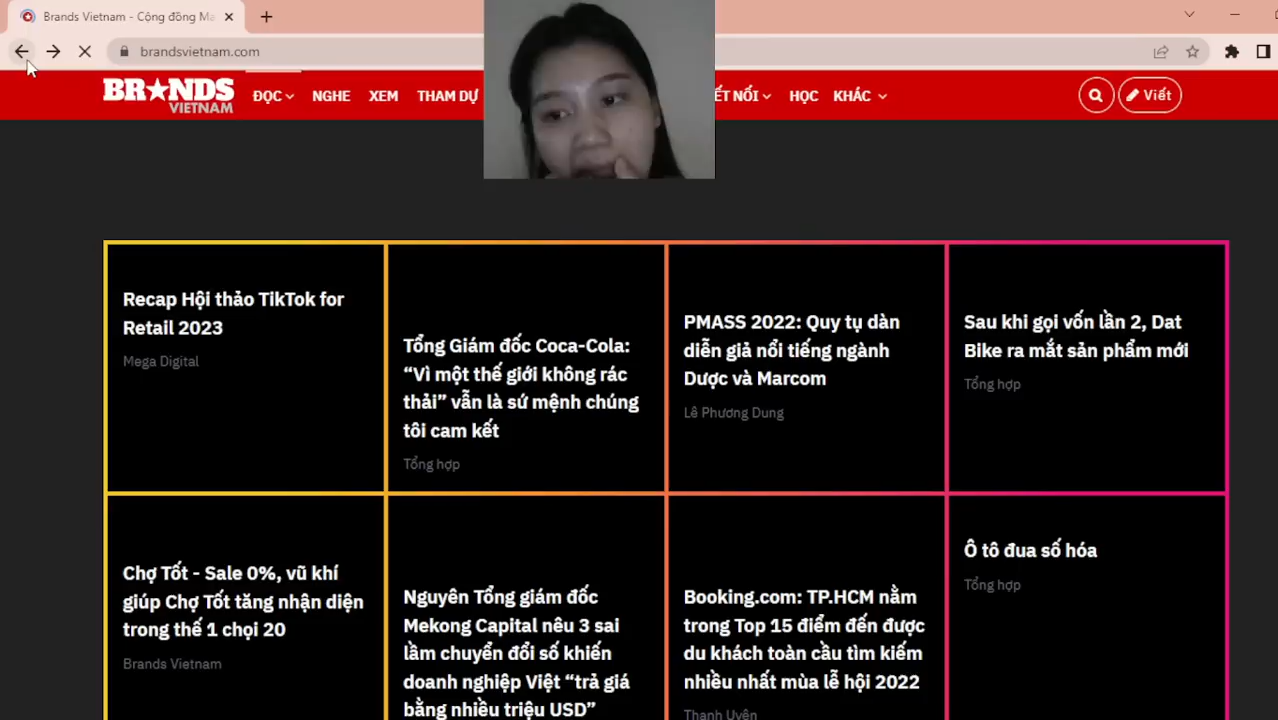 Brands Vietnam - Cộng đồng Ma
brandsvietnam.com
BR★NDS
VIETNAM
ĐỌC
NGHE
XEM
THAM DỰ
ẾT NỐI
HỌC
KHÁC
Viết
Recap Hội thảo TikTok for
Retail 2023
Mega Digital
Tổng Giám đốc Coca-Cola:
“Vì một thế giới không rác
thải” vẫn là sứ mệnh chúng
tôi cam kết
Tổng hợp
PMASS 2022: Quy tụ dàn
diễn giả nổi tiếng ngành
Dược và Marcom
Lê Phương Dung
Sau khi gọi vốn lần 2, Dat
Bike ra mắt sản phẩm mới
Tổng hợp
Chợ Tốt - Sale 0%, vũ khí
giúp Chợ Tốt tăng nhận diện
trong thế 1 chọi 20
Brands Vietnam
Nguyên Tổng giám đốc
Mekong Capital nêu 3 sai
lầm chuyển đổi số khiến
doanh nghiệp Việt “trả giá
bằng nhiều triệu USD”
Booking.com: TP.HCM nằm
trong Top 15 điểm đến được
du khách toàn cầu tìm kiếm
nhiều nhất mùa lễ hội 2022
Thanh Uyên
Ô tô đua số hóa
Tổng hợp